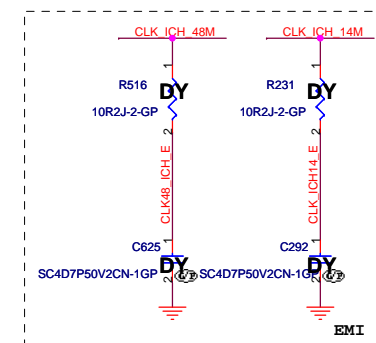 CLK_ICH_48M
CLK_ICH_14M
1
1
R516
R231
DY
DY
10R2J-2-GP
10R2J-2-GP
2
2
CLK48_ICH_E
CLK_ICH14_E
1
1
C625
C292
DY
DY
SC4D7P50V2CN-1GP
SC4D7P50V2CN-1GP
G/P
G/P
2
2
EMI